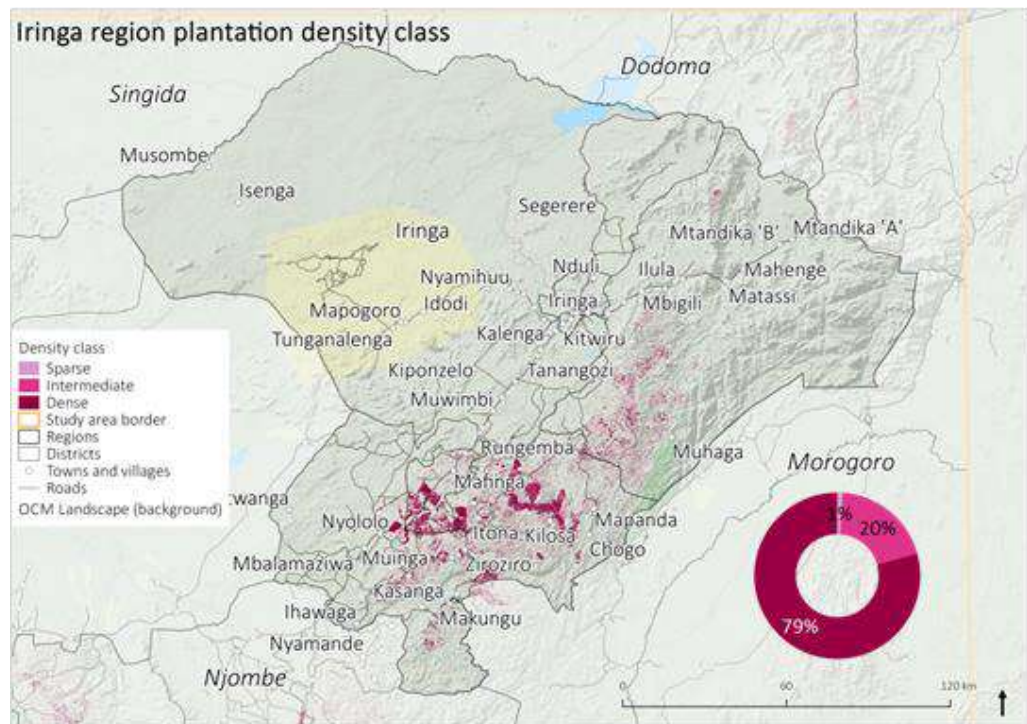 Iringa region plantation density class
Dodoma
Singida
Musombe
Isenga
Segerere
Iringa
Mtandika 'B'
Mtandika 'A'
Nduli
Ilula
Mahenge
Nyamihuu
Idodi
Iringa
Mbigili
Matassi
Mapogoro
Kalenga
Kitwiru
Tunganalenga
Kiponzelo
Tanangozi
Muwimbi
Density class
Sparse
Intermediate
Dense
Study area border
Regions
Districts
Towns and villages
Roads
OCM Landscape (background)
Rungemba
Muhaga
Morogoro
Mafinga
Nyololo
Itona
Kilosa
Mapanda
Chogo
Mbalamaziwa
Muinga
Ziroziro
Kasanga
Ihawaga
Makungu
Nyamande
Njombe
1%
20%
79%
0
60
120 km